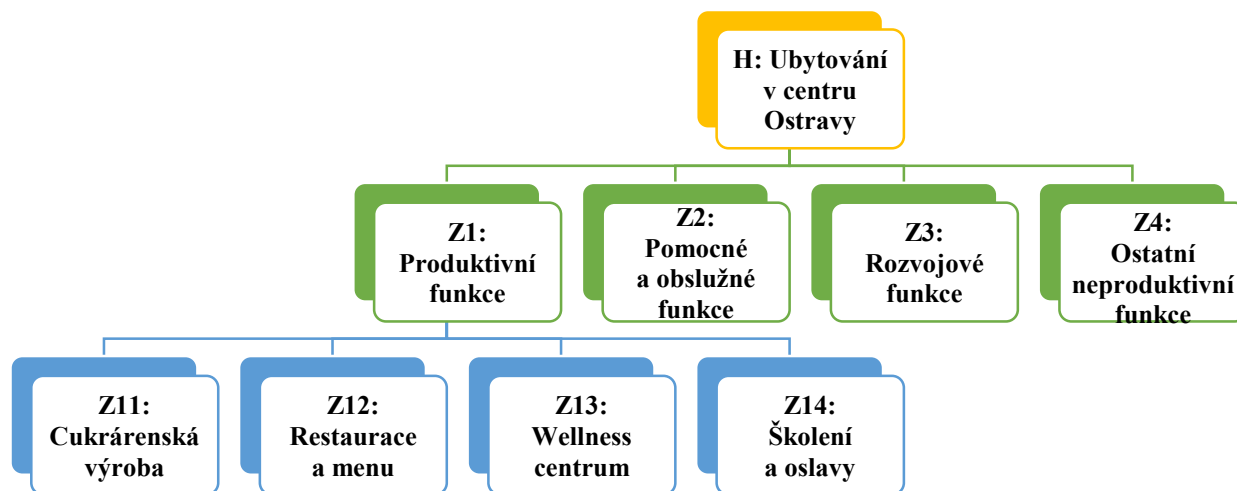 H: Ubytování
v centru
Ostravy
Z1:
Produktivní
funkce
Z2:
Pomocné
a obslužné
funkce
Z3:
Rozvojové
funkce
Z4:
Ostatní
neproduktivní
funkce
Z11:
Cukrárenská
výroba
Z12:
Restaurace
a menu
Z13:
Wellness
centrum
Z14:
Školení
a oslavy